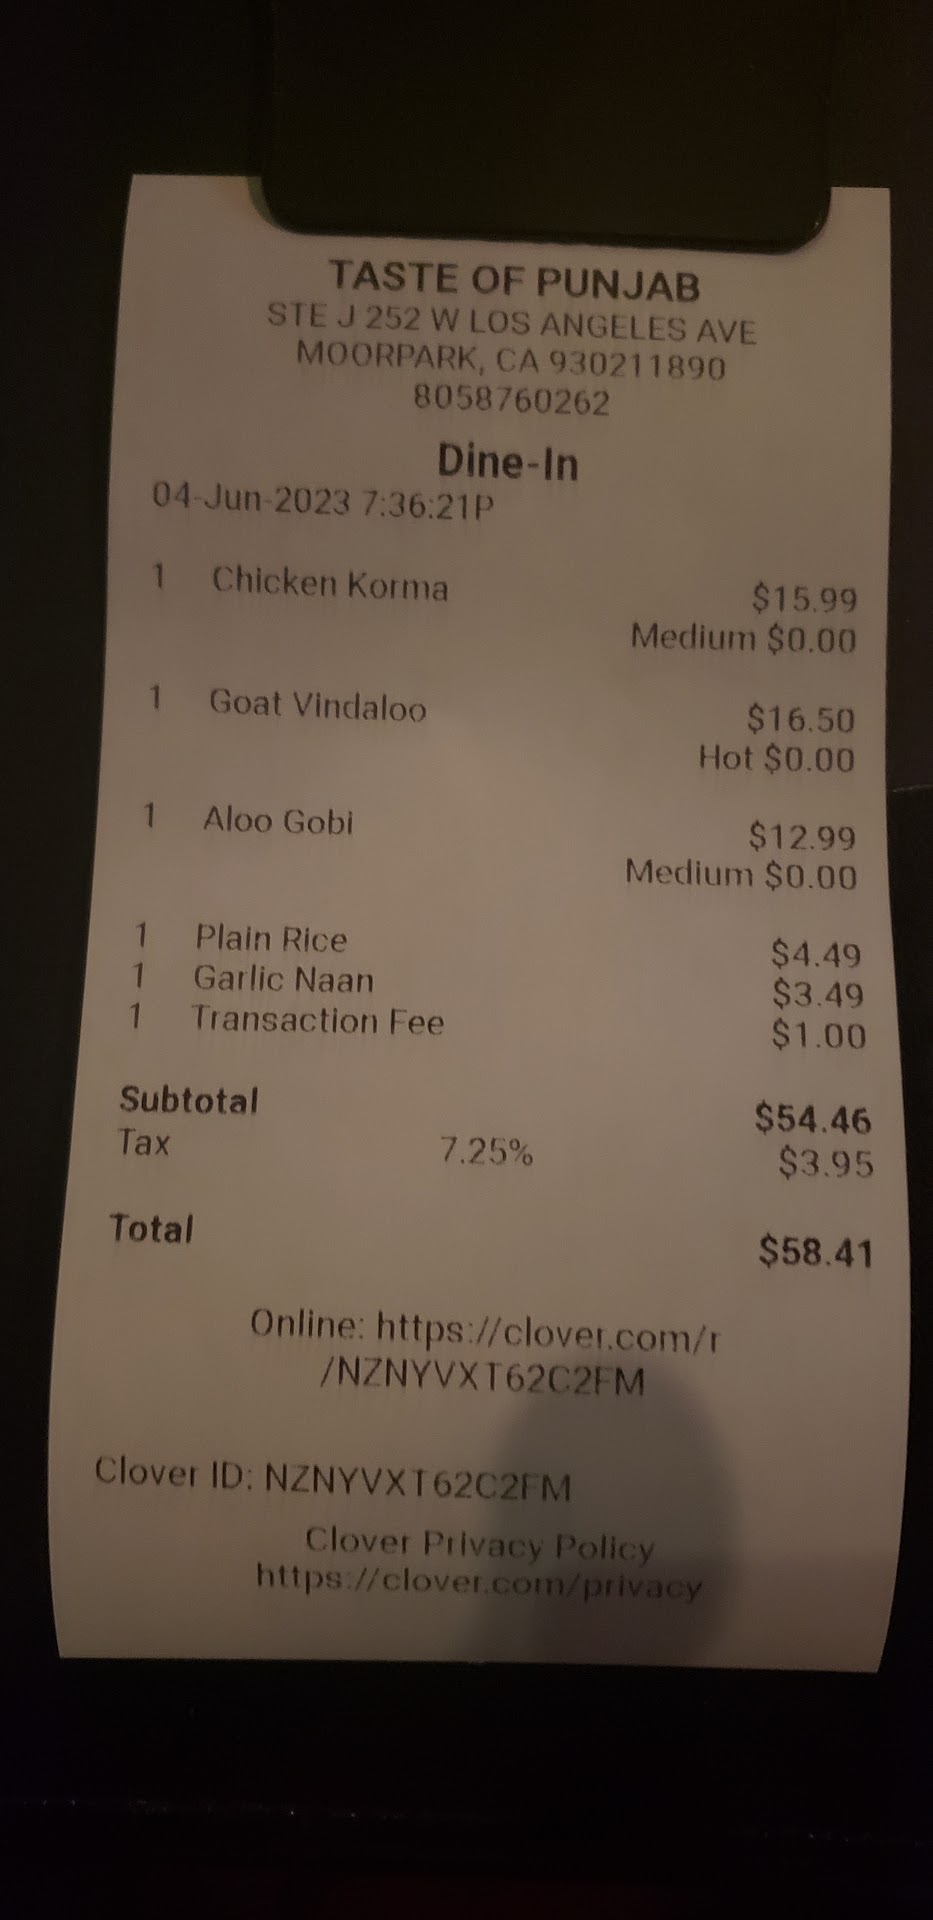 TASTE OF PUNJAB
STE J 252 W LOS ANGELES AVE
MOORPARK, CA 930211890
8058760262
Dine-In
04-Jun-2023 7:36:21P
1 Chicken Korma $15.99
Medium $0.00
1 Goat Vindaloo $16.50
Hot $0.00
1 Aloo Gobi $12.99
Medium $0.00
1 Plain Rice $4.49
1 Garlic Naan $3.49
1 Transaction Fee $1.00
Subtotal $54.46
Tax 7.25% $3.95
Total $58.41
Online: https://clover.com/r
/NZNYVXT62C2FM
Clover ID: NZNYVXT62C2FM
Clover Privacy Policy
https://clover.com/privacy